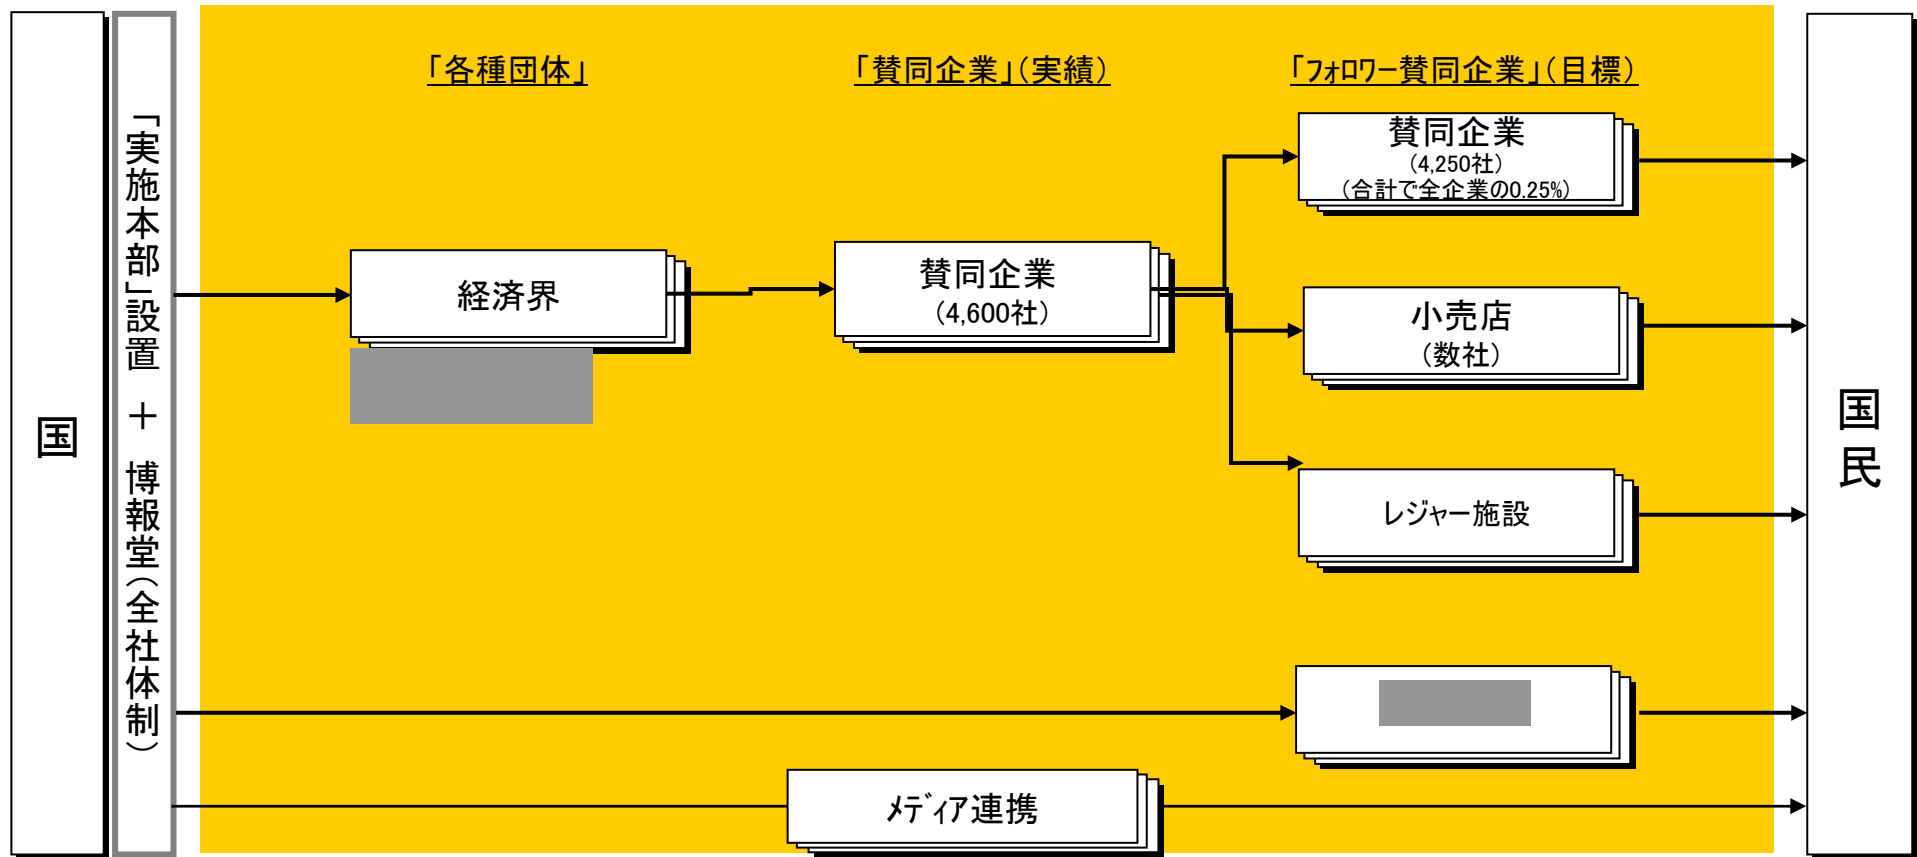 国
「実施本部」設置 ＋ 博報堂（全社体制）
「各種団体」
「賛同企業」（実績）
「フォロワー賛同企業」（目標）
経済界
賛同企業
（4,600社）
賛同企業
（4,250社）
（合計で全企業の0.25%）
小売店
（数社）
レジャー施設
メディア連携
国民